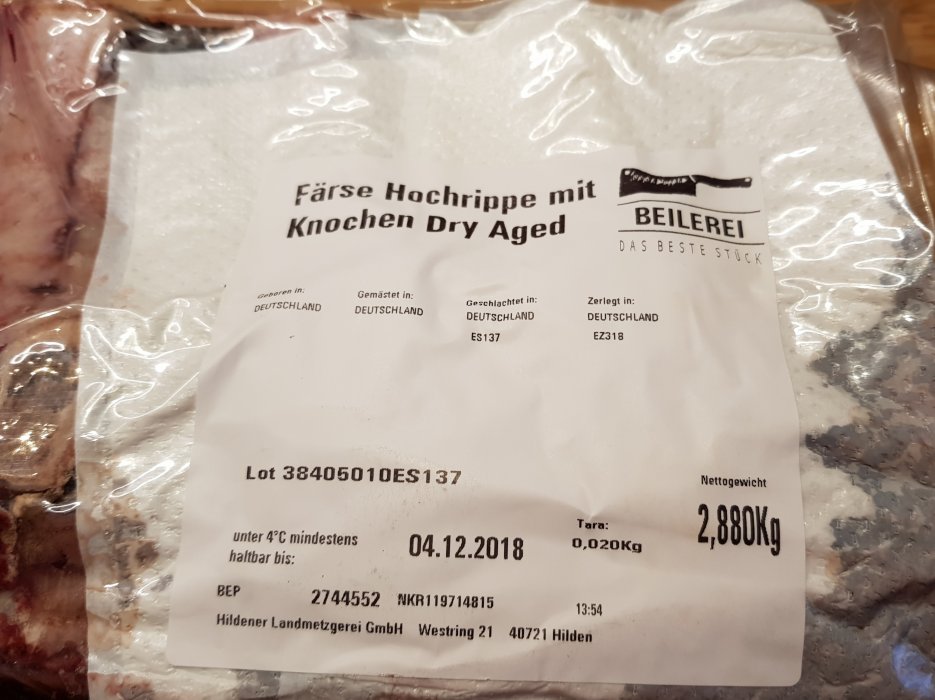 Färse Hochrippe mit
Knochen Dry Aged
BEILEREI
DAS BESTE STÜCK
Geboren in:
DEUTSCHLAND
Gemästet in:
DEUTSCHLAND
Geschlachtet in:
DEUTSCHLAND
ES137
Zerlegt in:
DEUTSCHLAND
EZ318
Lot 38405010ES137
Nettogewicht
2,880Kg
unter 4°C mindestens
haltbar bis:
04.12.2018
Tara:
0,020Kg
BEP 2744552 NKR119714815 13:54
Hildener Landmetzgerei GmbH Westring 21 40721 Hilden